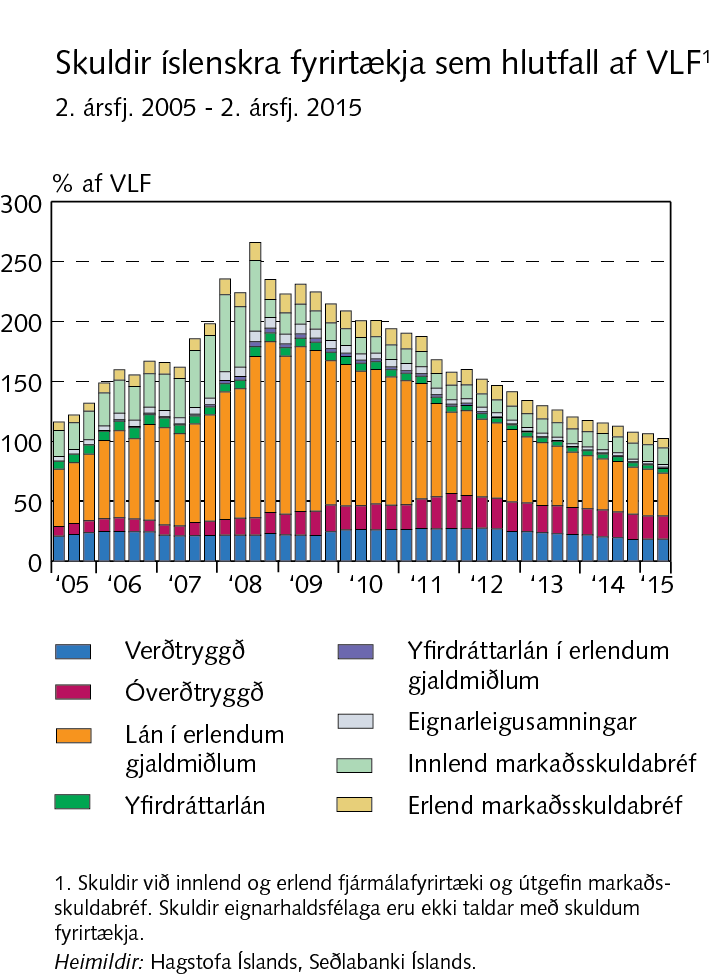 Skuldir íslenskra fyrirtækja sem hlutfall af VLF¹
2. ársfj. 2005 - 2. ársfj. 2015
% af VLF
300
250
200
150
100
50
0
‘05 ‘06 ‘07 ‘08 ‘09 ‘10 ‘11 ‘12 ‘13 ‘14 ‘15
Verðtryggð
Óverðtryggð
Lán í erlendum
gjaldmiðlum
Yfirdráttarlán
Yfirdráttarlán í erlendum
gjaldmiðlum
Eignarleigusamningar
Innlend markaðsskuldabréf
Erlend markaðsskuldabréf
1. Skuldir við innlend og erlend fjármálafyrirtæki og útgefin markaðs-
skuldabréf. Skuldir eignarhaldsfélaga eru ekki taldar með skuldum
fyrirtækja.
Heimildir: Hagstofa Íslands, Seðlabanki Íslands.